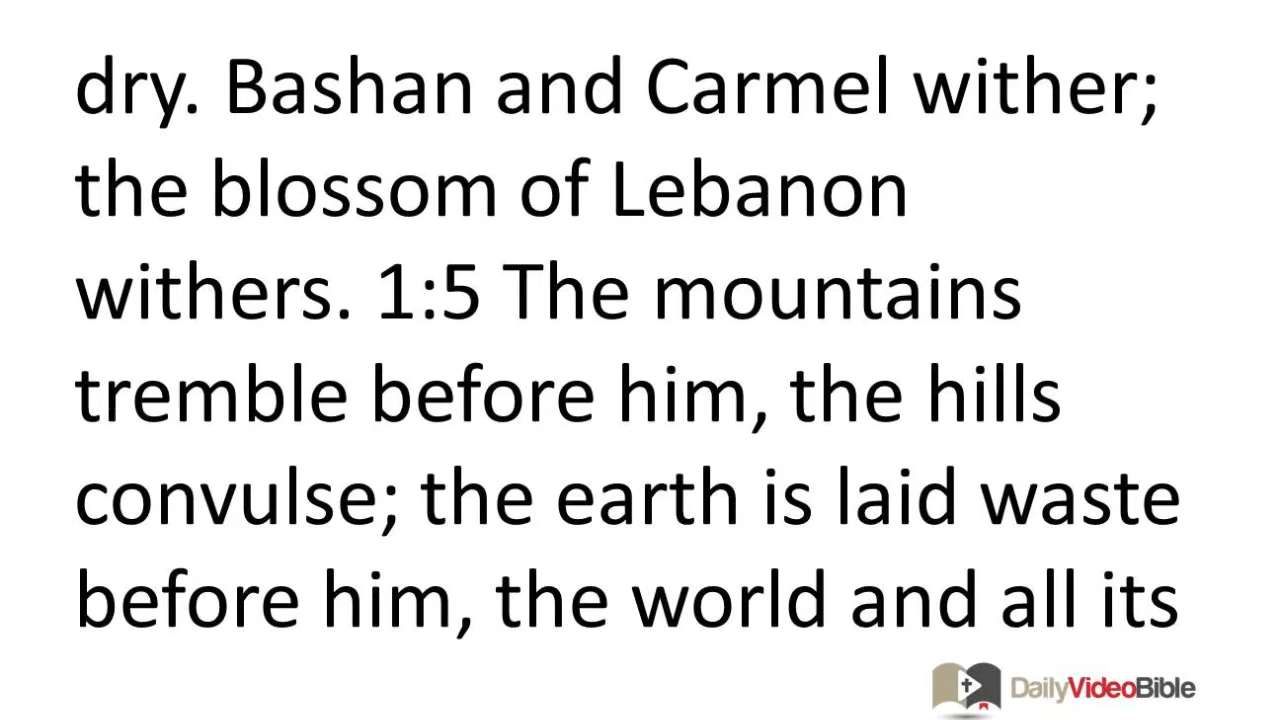 dry. Bashan and Carmel wither;
the blossom of Lebanon
withers. 1:5 The mountains
tremble before him, the hills
convulse; the earth is laid waste
before him, the world and all its
DailyVideoBible